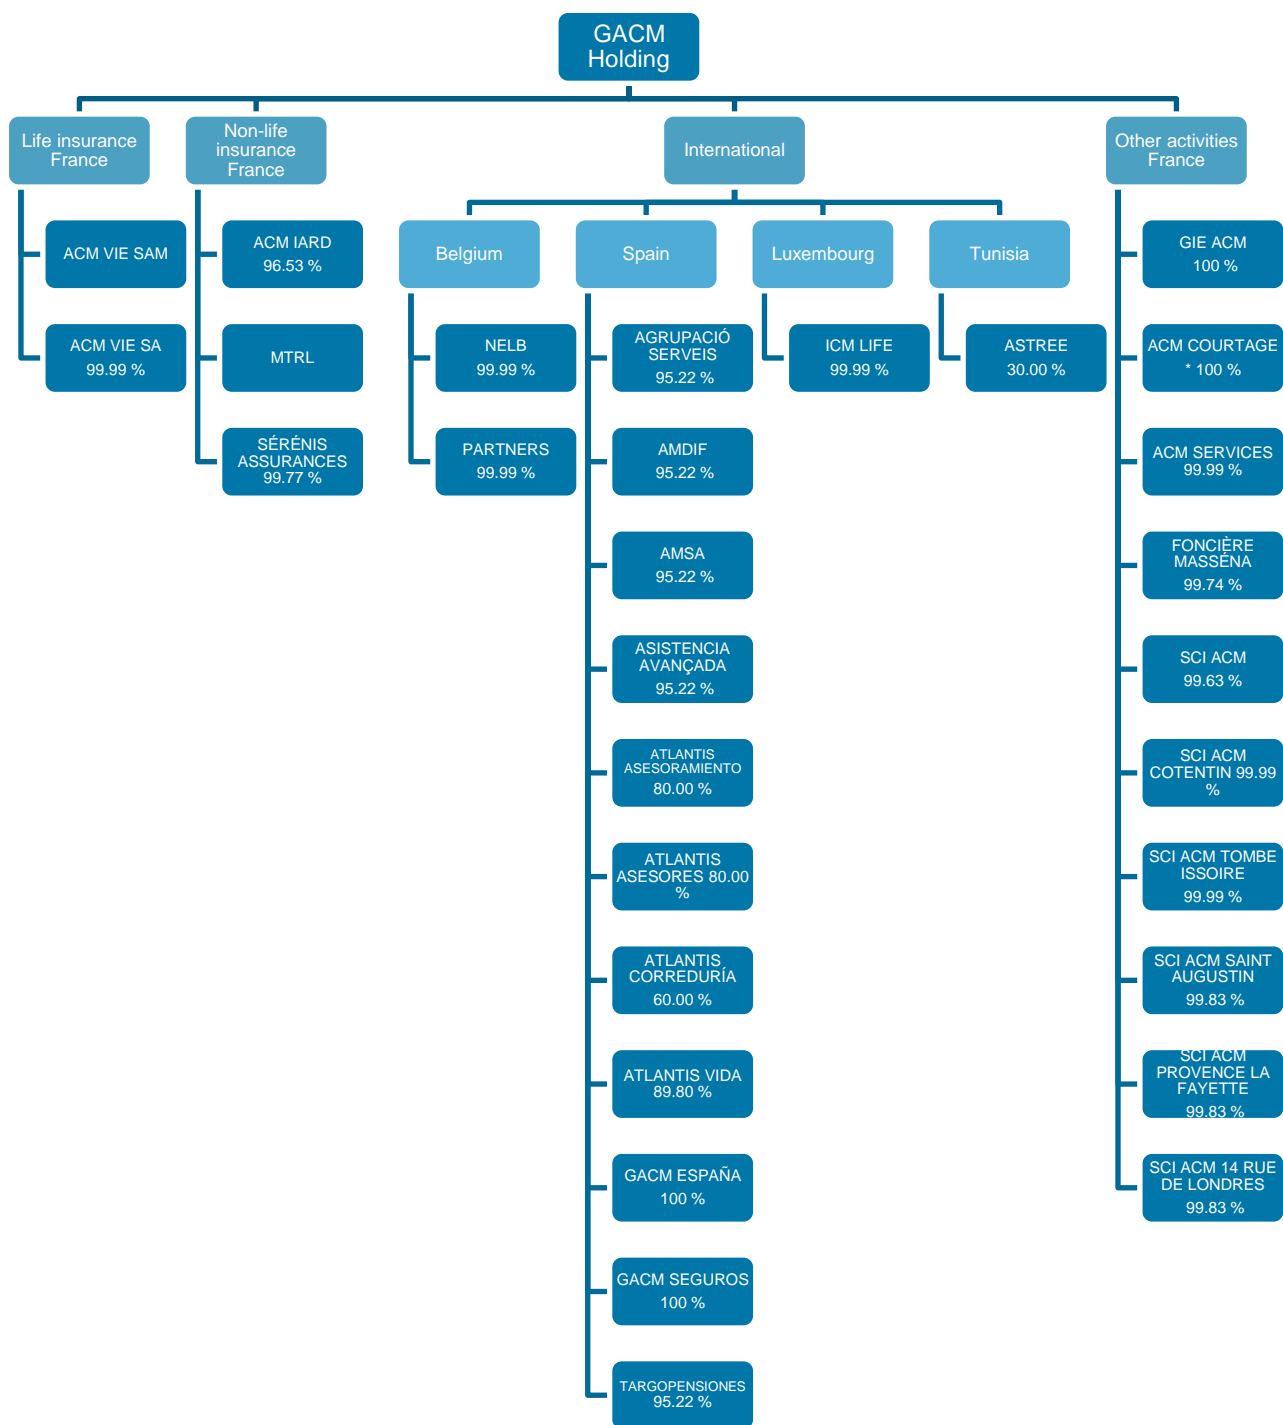 GACM
Holding
Life insurance
France
ACM VIE SAM
ACM VIE SA
99.99 %
Non-life
insurance
France
ACM IARD
96.53 %
MTRL
SÉRÉNIS
ASSURANCES
99.77 %
International
Belgium
NELB
99.99 %
PARTNERS
99.99 %
Spain
AGRUPACIÓ
SERVEIS
95.22 %
AMDIF
95.22 %
AMSA
95.22 %
ASISTENCIA
AVANÇADA
95.22 %
ATLANTIS
ASESORAMIENTO
80.00 %
ATLANTIS
ASESORES 80.00
%
ATLANTIS
CORREDURÍA
60.00 %
ATLANTIS VIDA
89.80 %
GACM ESPAÑA
100 %
GACM SEGUROS
100 %
TARGOPENSIONES
95.22 %
Luxembourg
ICM LIFE
99.99 %
Tunisia
ASTREE
30.00 %
Other activities
France
GIE ACM
100 %
ACM COURTAGE
* 100 %
ACM SERVICES
99.99 %
FONCIÈRE
MASSÉNA
99.74 %
SCI ACM
99.63 %
SCI ACM
COTENTIN 99.99
%
SCI ACM TOMBE
ISSOIRE
99.99 %
SCI ACM SAINT
AUGUSTIN
99.83 %
SCI ACM
PROVENCE LA
FAYETTE
99.83 %
SCI ACM 14 RUE
DE LONDRES
99.83 %